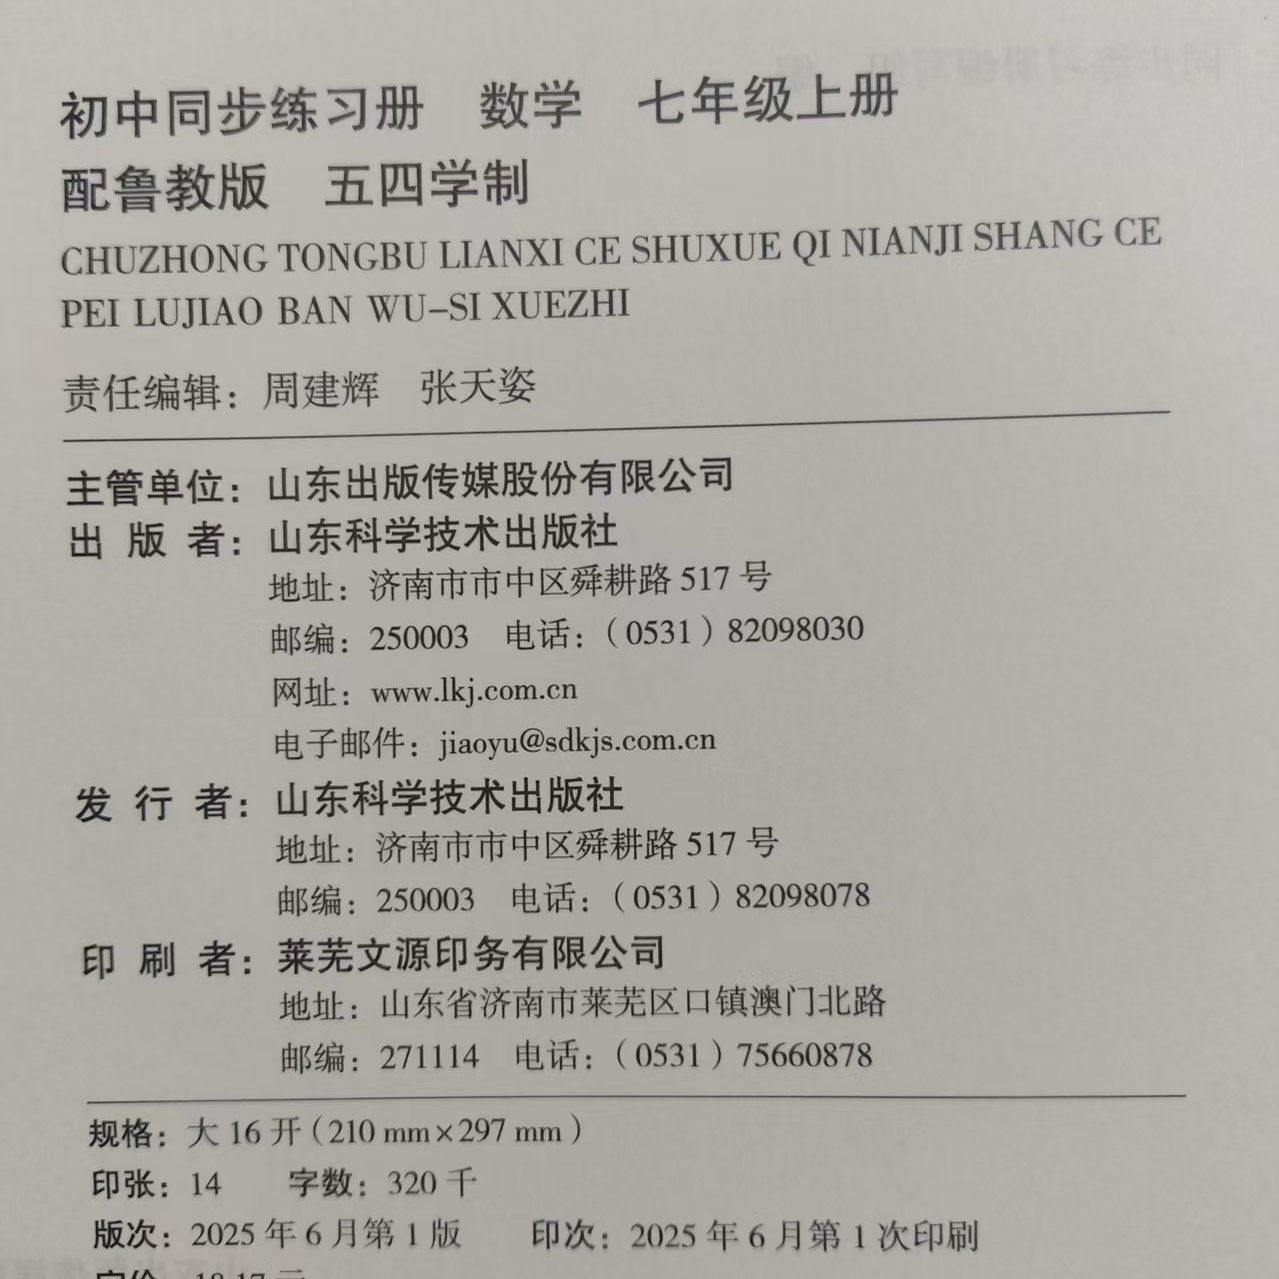 初中同步练习册 数学 七年级上册
配鲁教版 五四学制
CHUZHONG TONGBU LIANXI CE SHUXUE QI NIANJI SHANG CE
PEI LUJIAO BAN WU–SI XUEZHI
责任编辑：周建辉 张天姿
主管单位：山东出版传媒股份有限公司
出版者：山东科学技术出版社
地址：济南市市中区舜耕路 517 号
邮编：250003 电话：（0531）82098030
网址：www.lkj.com.cn
电子邮件：jiaoyu@sdkjs.com.cn
发行者：山东科学技术出版社
地址：济南市市中区舜耕路 517 号
邮编：250003 电话：（0531）82098078
印刷者：莱芜文源印务有限公司
地址：山东省济南市莱芜区口镇澳门北路
邮编：271114 电话：（0531）75660878
规格：大 16 开（210 mm×297 mm）
印张：14 字数：320 千
版次：2025 年 6 月第 1 版 印次：2025 年 6 月第 1 次印刷